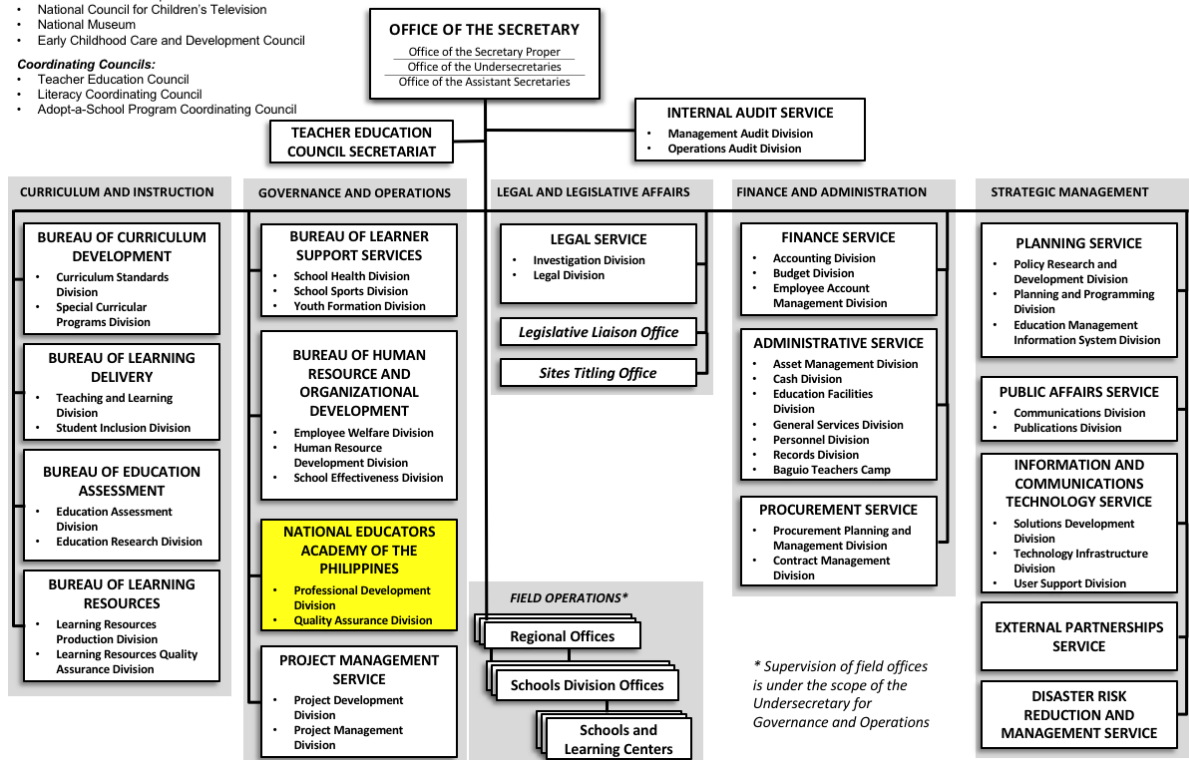 • National Council for Children’s Television
• National Museum
• Early Childhood Care and Development Council
Coordinating Councils:
• Teacher Education Council
• Literacy Coordinating Council
• Adopt-a-School Program Coordinating Council
OFFICE OF THE SECRETARY
Office of the Secretary Proper
Office of the Undersecretaries
Office of the Assistant Secretaries
TEACHER EDUCATION
COUNCIL SECRETARIAT
INTERNAL AUDIT SERVICE
• Management Audit Division
• Operations Audit Division
CURRICULUM AND INSTRUCTION
BUREAU OF CURRICULUM
DEVELOPMENT
• Curriculum Standards
Division
• Special Curricular
Programs Division
BUREAU OF LEARNING
DELIVERY
• Teaching and Learning
Division
• Student Inclusion Division
BUREAU OF EDUCATION
ASSESSMENT
• Education Assessment
Division
• Education Research Division
BUREAU OF LEARNING
RESOURCES
• Learning Resources
Production Division
• Learning Resources Quality
Assurance Division
GOVERNANCE AND OPERATIONS
BUREAU OF LEARNER
SUPPORT SERVICES
• School Health Division
• School Sports Division
• Youth Formation Division
BUREAU OF HUMAN
RESOURCE AND
ORGANIZATIONAL
DEVELOPMENT
• Employee Welfare Division
• Human Resource
Development Division
• School Effectiveness Division
NATIONAL EDUCATORS
ACADEMY OF THE
PHILIPPINES
• Professional Development
Division
• Quality Assurance Division
PROJECT MANAGEMENT
SERVICE
• Project Development
Division
• Project Management
Division
LEGAL AND LEGISLATIVE AFFAIRS
LEGAL SERVICE
• Investigation Division
• Legal Division
Legislative Liaison Office
Sites Titling Office
FIELD OPERATIONS*
Regional Offices
Schools Division Offices
Schools and
Learning Centers
FINANCE AND ADMINISTRATION
FINANCE SERVICE
• Accounting Division
• Budget Division
• Employee Account
Management Division
ADMINISTRATIVE SERVICE
• Asset Management Division
• Cash Division
• Education Facilities
Division
• General Services Division
• Personnel Division
• Records Division
• Baguio Teachers Camp
PROCUREMENT SERVICE
• Procurement Planning and
Management Division
• Contract Management
Division
* Supervision of field offices
is under the scope of the
Undersecretary for
Governance and Operations
STRATEGIC MANAGEMENT
PLANNING SERVICE
• Policy Research and
Development Division
• Planning and Programming
Division
• Education Management
Information System Division
PUBLIC AFFAIRS SERVICE
• Communications Division
• Publications Division
INFORMATION AND
COMMUNICATIONS
TECHNOLOGY SERVICE
• Solutions Development
Division
• Technology Infrastructure
Division
• User Support Division
EXTERNAL PARTNERSHIPS
SERVICE
DISASTER RISK
REDUCTION AND
MANAGEMENT SERVICE